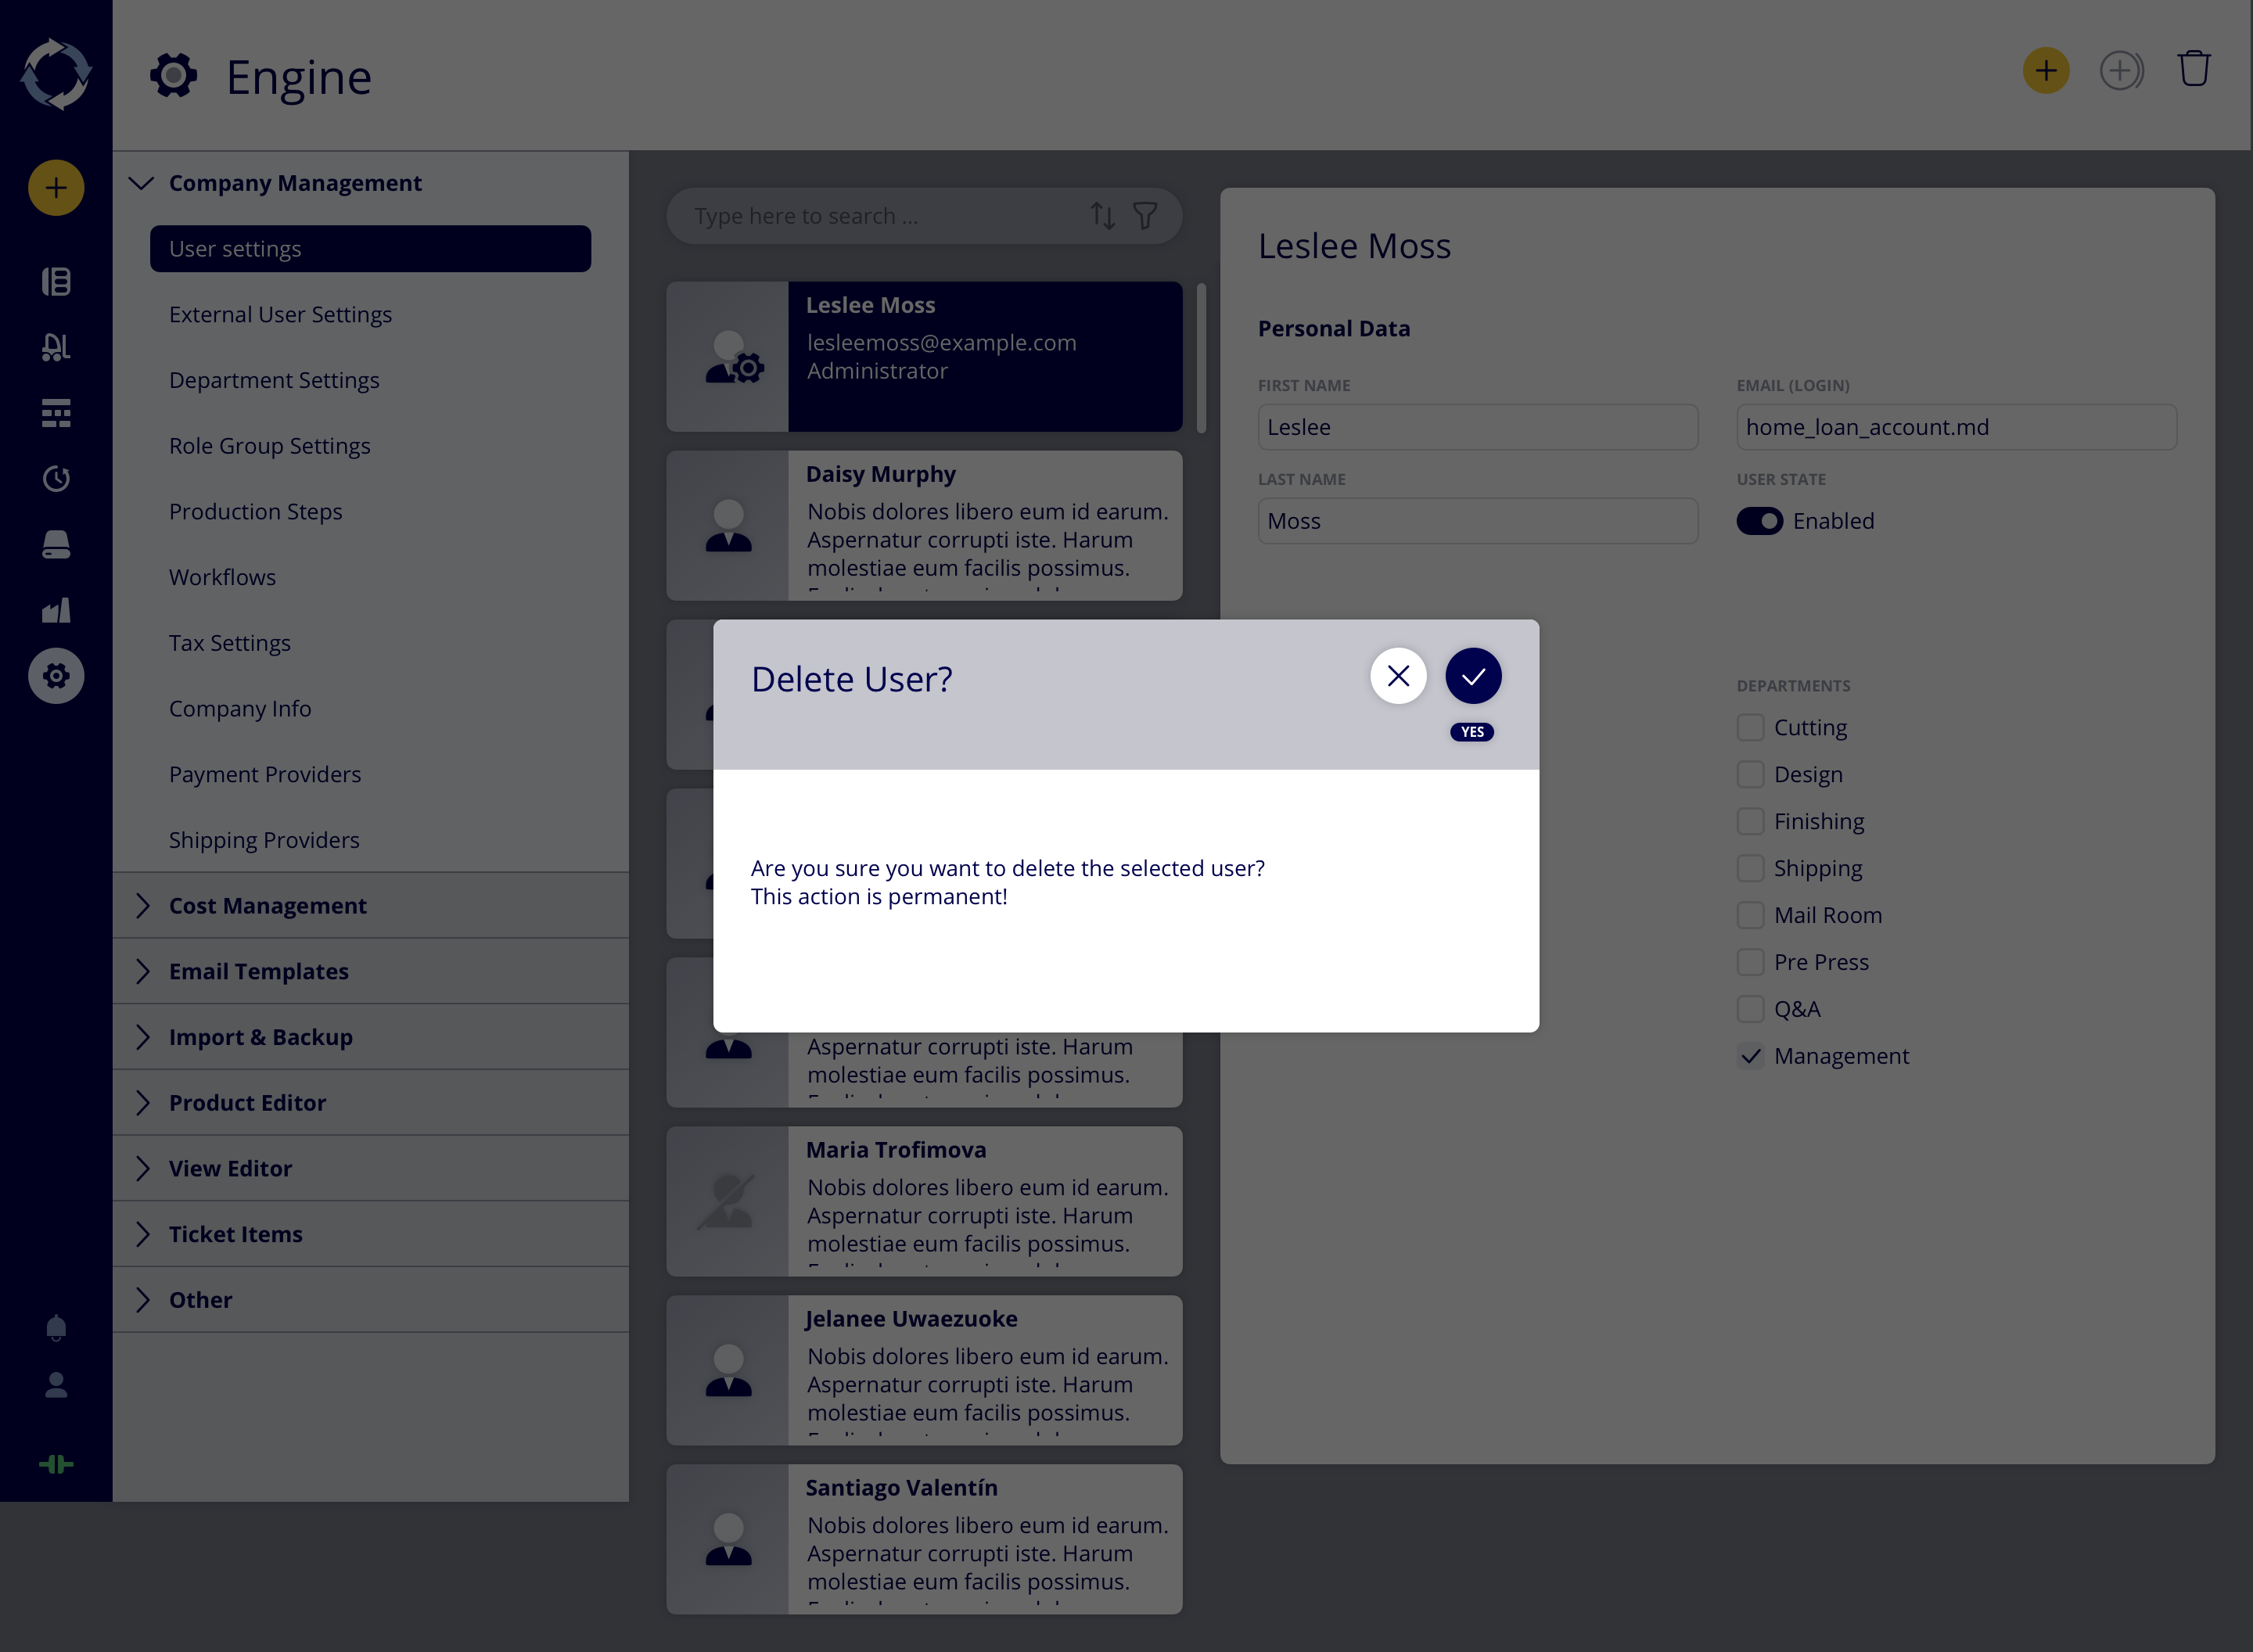 Engine
Company Management
User settings
External User Settings
Department Settings
Role Group Settings
Production Steps
Workflows
Tax Settings
Company Info
Payment Providers
Shipping Providers
Cost Management
Email Templates
Import & Backup
Product Editor
View Editor
Ticket Items
Other
Type here to search ...
Leslee Moss
lesleemoss@example.com
Administrator
Daisy Murphy
Nobis dolores libero eum id earum.
Aspernatur corrupti iste. Harum
molestiae eum facilis possimus.
Aspernatur corrupti iste. Harum
molestiae eum facilis possimus.
Maria Trofimova
Nobis dolores libero eum id earum.
Aspernatur corrupti iste. Harum
molestiae eum facilis possimus.
Jelanee Uwaezuoke
Nobis dolores libero eum id earum.
Aspernatur corrupti iste. Harum
molestiae eum facilis possimus.
Santiago Valentín
Nobis dolores libero eum id earum.
Aspernatur corrupti iste. Harum
molestiae eum facilis possimus.
Leslee Moss
Personal Data
FIRST NAME
Leslee
EMAIL (LOGIN)
home_loan_account.md
LAST NAME
Moss
USER STATE
Enabled
DEPARTMENTS
Cutting
Design
Finishing
Shipping
Mail Room
Pre Press
Q&A
Management
Delete User?
YES
Are you sure you want to delete the selected user?
This action is permanent!